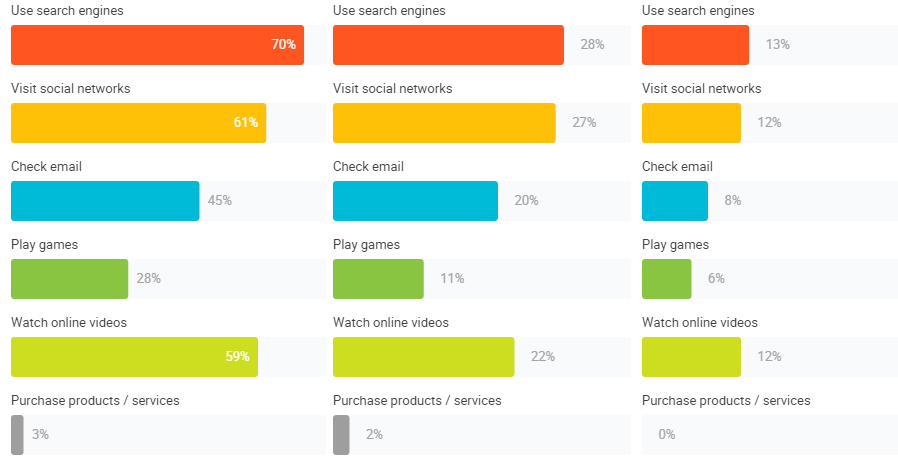 Use search engines
70%
Visit social networks
61%
Check email
45%
Play games
28%
Watch online videos
59%
Purchase products / services
3%
Use search engines
28%
Visit social networks
27%
Check email
20%
Play games
11%
Watch online videos
22%
Purchase products / services
2%
Use search engines
13%
Visit social networks
12%
Check email
8%
Play games
6%
Watch online videos
12%
Purchase products / services
0%